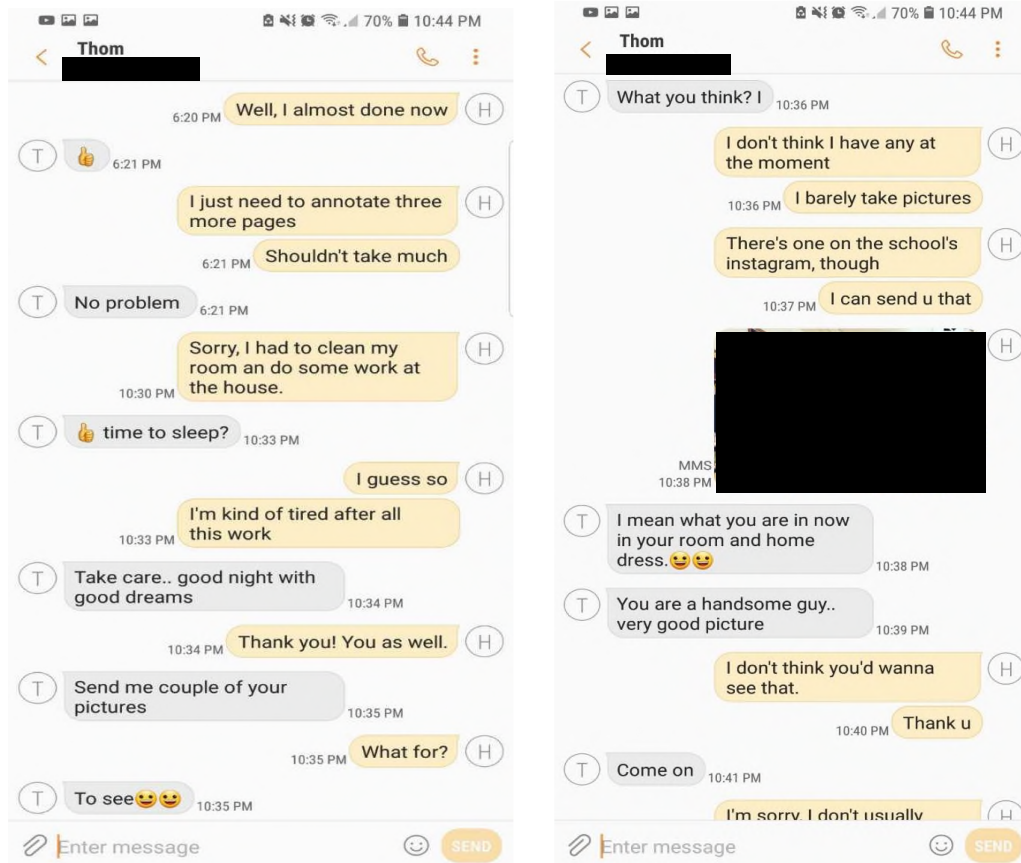 70% 10:44 PM
Thom
Well, I almost done now
6:20 PM
H
T
👍
6:21 PM
I just need to annotate three
more pages
H
Shouldn't take much
6:21 PM
T
No problem
6:21 PM
Sorry, I had to clean my
room an do some work at
the house.
H
10:30 PM
T
👍 time to sleep?
10:33 PM
I guess so
H
I'm kind of tired after all
this work
10:33 PM
T
Take care.. good night with
good dreams
10:34 PM
Thank you! You as well.
10:34 PM
H
T
Send me couple of your
pictures
10:35 PM
What for?
10:35 PM
H
T
To see😀😀
10:35 PM
Enter message
SEND
70% 10:44 PM
Thom
T
What you think? I
10:36 PM
I don't think I have any at
the moment
H
I barely take pictures
10:36 PM
There's one on the school's
instagram, though
H
I can send u that
10:37 PM
H
MMS
10:38 PM
T
I mean what you are in now
in your room and home
dress.😀😀
10:38 PM
T
You are a handsome guy..
very good picture
10:39 PM
I don't think you'd wanna
see that.
H
Thank u
10:40 PM
T
Come on
10:41 PM
I'm sorry, I don't usually
H
Enter message
SEND